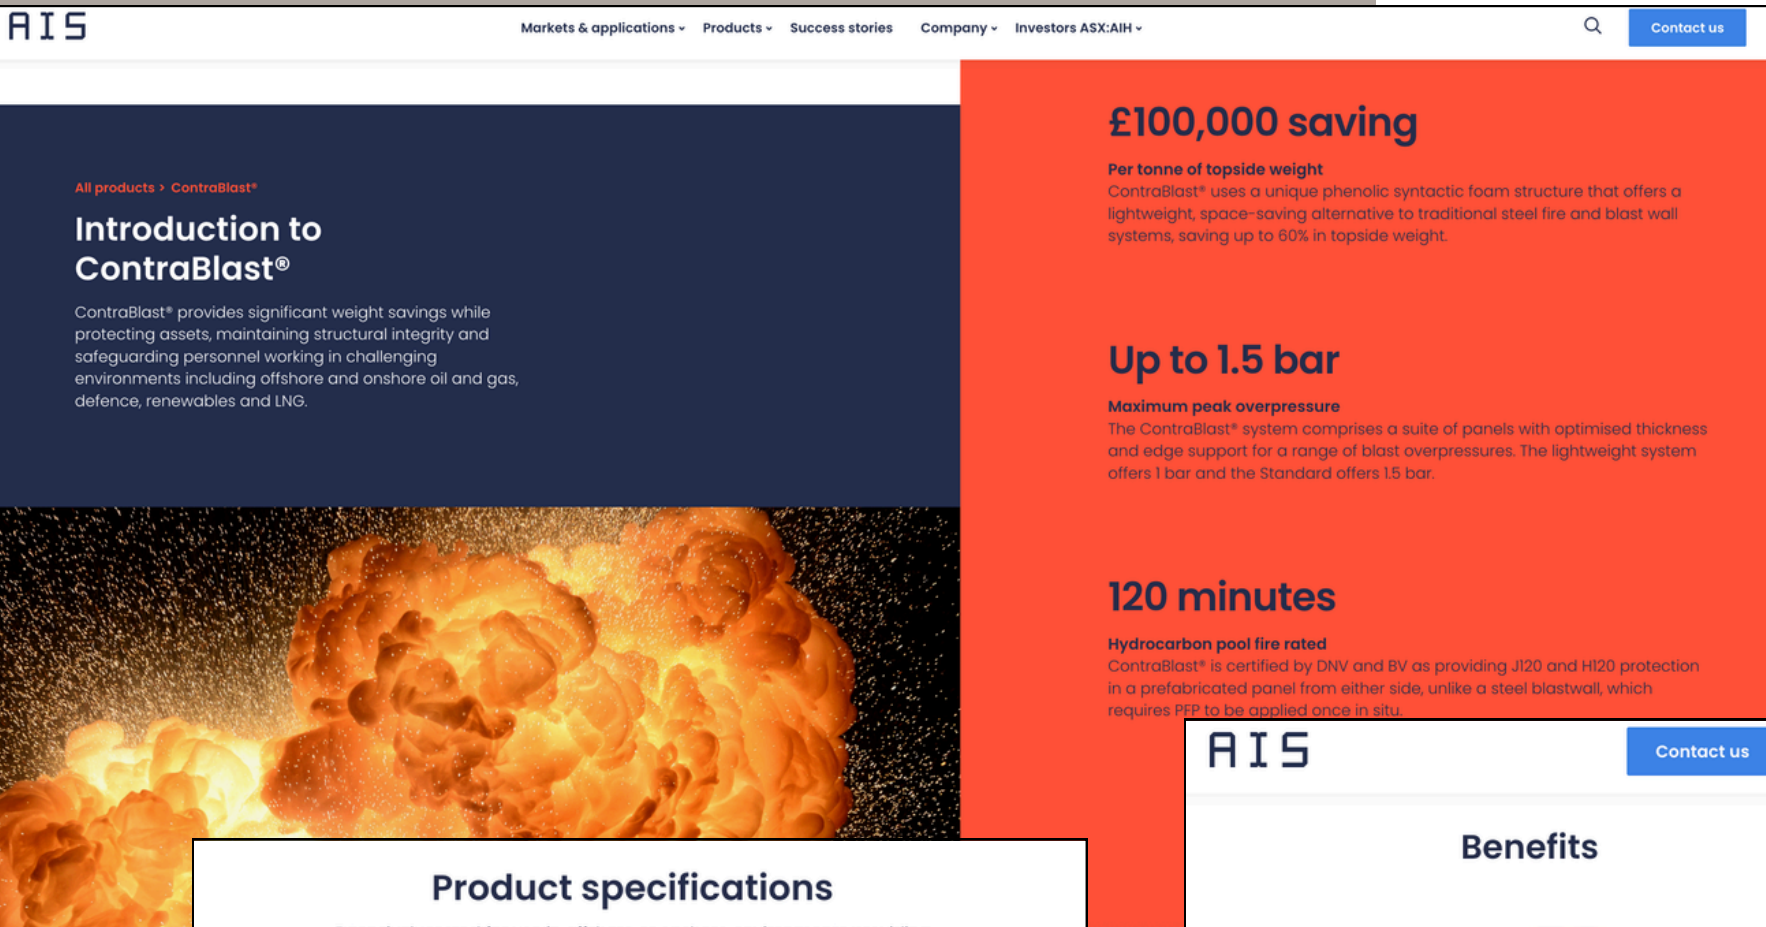 AIS
Markets & applications
Products
Success stories
Company
Investors ASX:AIH
Contact us
All products > ContraBlast®
Introduction to
ContraBlast®
ContraBlast® provides significant weight savings while
protecting assets, maintaining structural integrity and
safeguarding personnel working in challenging
environments including offshore and onshore oil and gas,
defence, renewables and LNG.
£100,000 saving
Per tonne of topside weight
ContraBlast® uses a unique phenolic syntactic foam structure that offers a
lightweight, space-saving alternative to traditional steel fire and blast wall
systems, saving up to 60% in topside weight.
Up to 1.5 bar
Maximum peak overpressure
The ContraBlast® system comprises a suite of panels with optimised thickness
and edge support for a range of blast overpressures. The lightweight system
offers 1 bar and the Standard offers 1.5 bar.
120 minutes
Hydrocarbon pool fire rated
ContraBlast® is certified by DNV and BV as providing J120 and H120 protection
in a prefabricated panel from either side, unlike a steel blastwall, which
requires PFP to be applied once in situ.
Product specifications
AIS
Contact us
Benefits